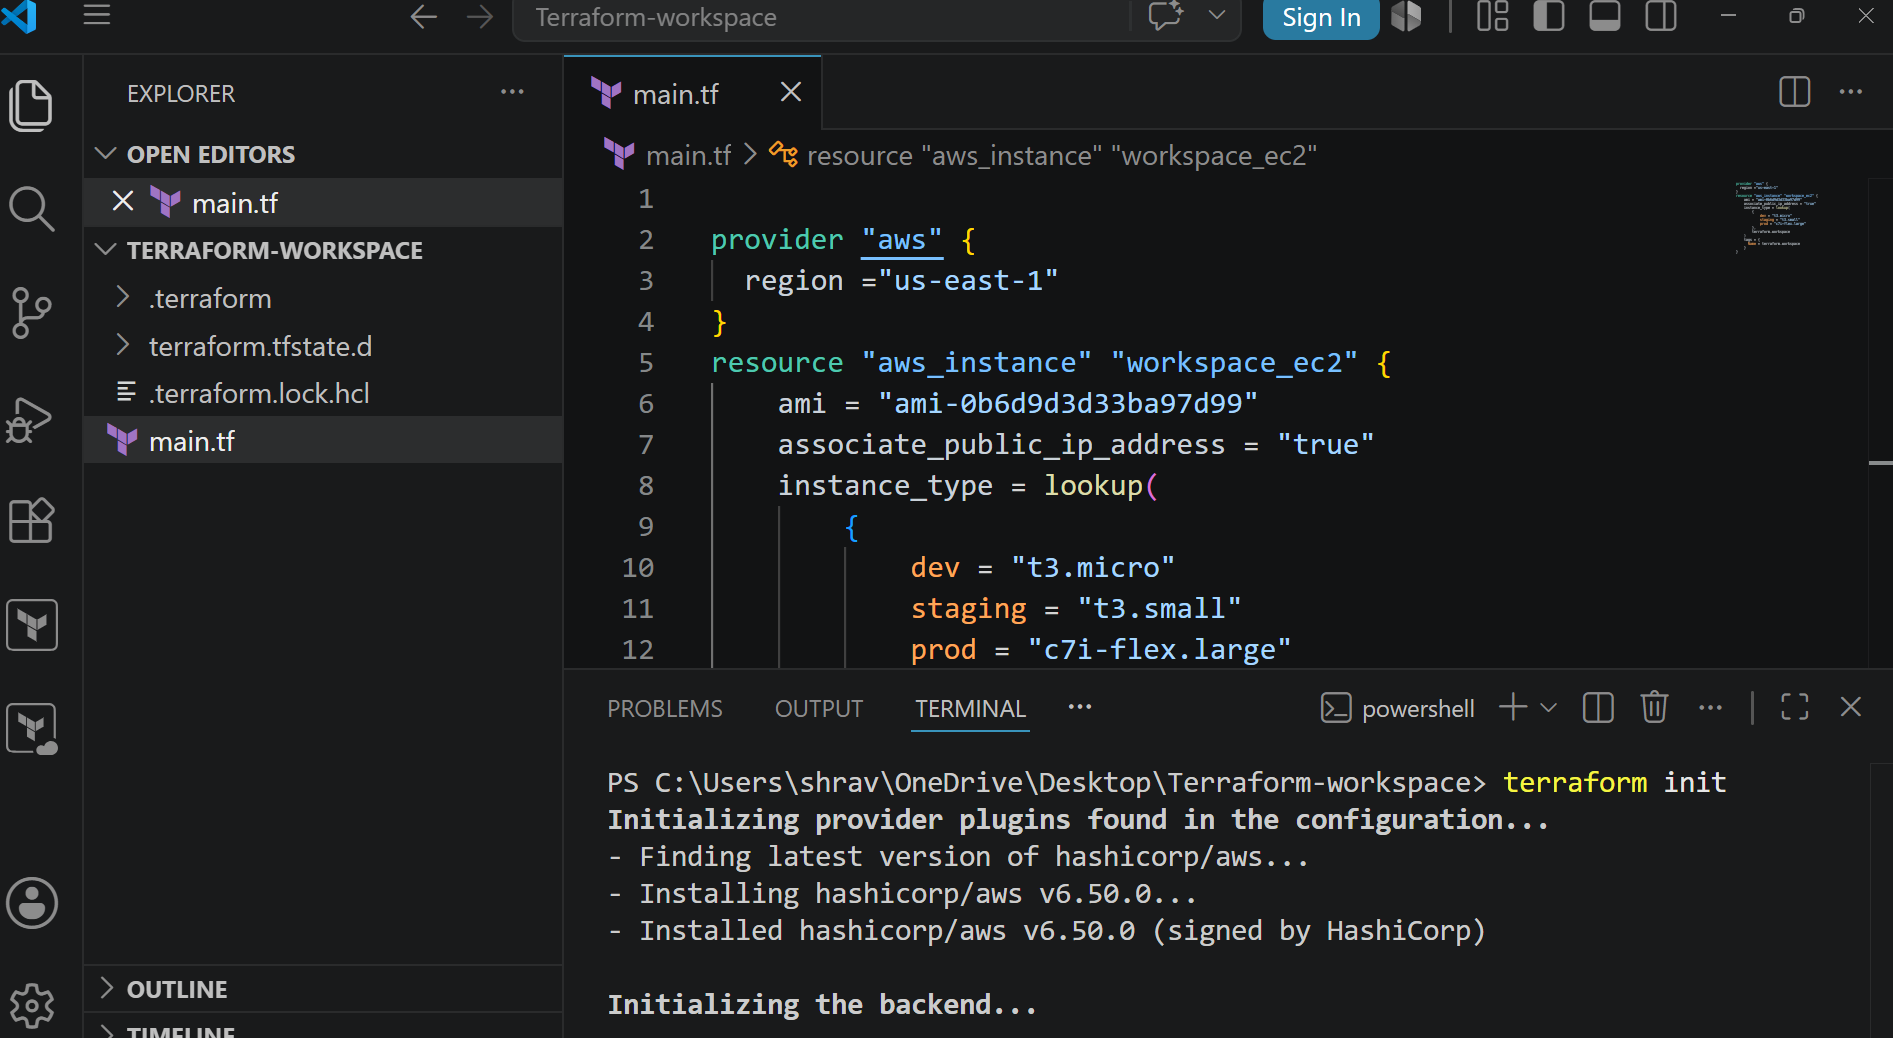 Terraform-workspace
Sign In
EXPLORER
OPEN EDITORS
main.tf
TERRAFORM-WORKSPACE
.terraform
terraform.tfstate.d
.terraform.lock.hcl
main.tf
OUTLINE
TIMELINE
main.tf
main.tf > resource "aws_instance" "workspace_ec2"
1
2 provider "aws" {
3 region ="us-east-1"
4 }
5 resource "aws_instance" "workspace_ec2" {
6 ami = "ami-0b6d9d3d33ba97d99"
7 associate_public_ip_address = "true"
8 instance_type = lookup(
9 {
10 dev = "t3.micro"
11 staging = "t3.small"
12 prod = "c7i-flex.large"
PROBLEMS OUTPUT TERMINAL
powershell
PS C:\Users\shrav\OneDrive\Desktop\Terraform-workspace> terraform init
Initializing provider plugins found in the configuration...
- Finding latest version of hashicorp/aws...
- Installing hashicorp/aws v6.50.0...
- Installed hashicorp/aws v6.50.0 (signed by HashiCorp)
Initializing the backend...